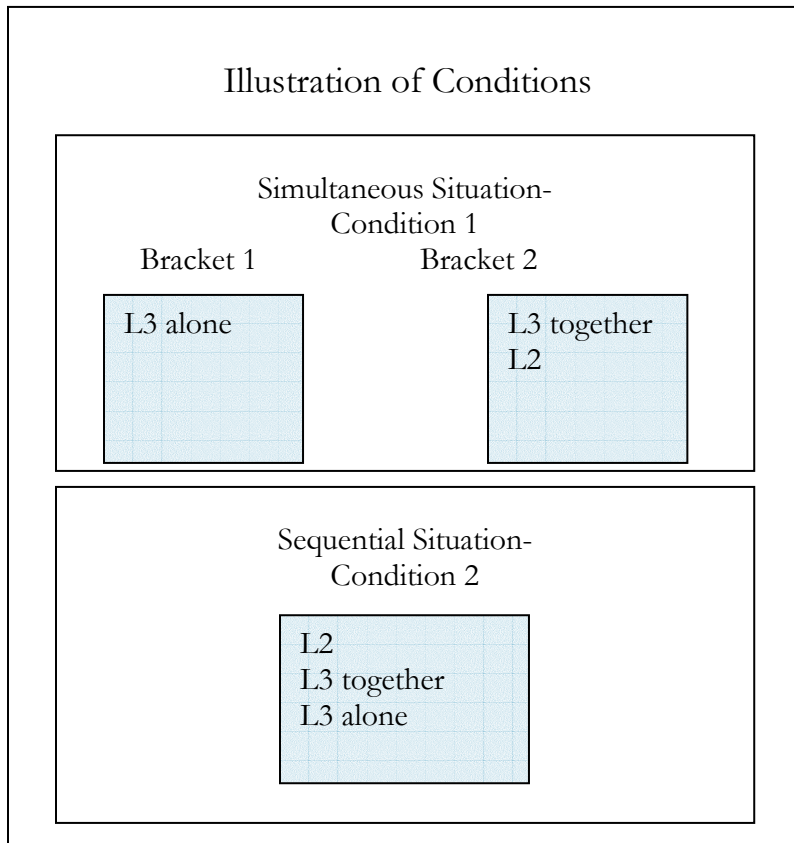 Illustration of Conditions
Simultaneous Situation-
Condition 1
Bracket 1
Bracket 2
L3 alone
L3 together
L2
Sequential Situation-
Condition 2
L2
L3 together
L3 alone